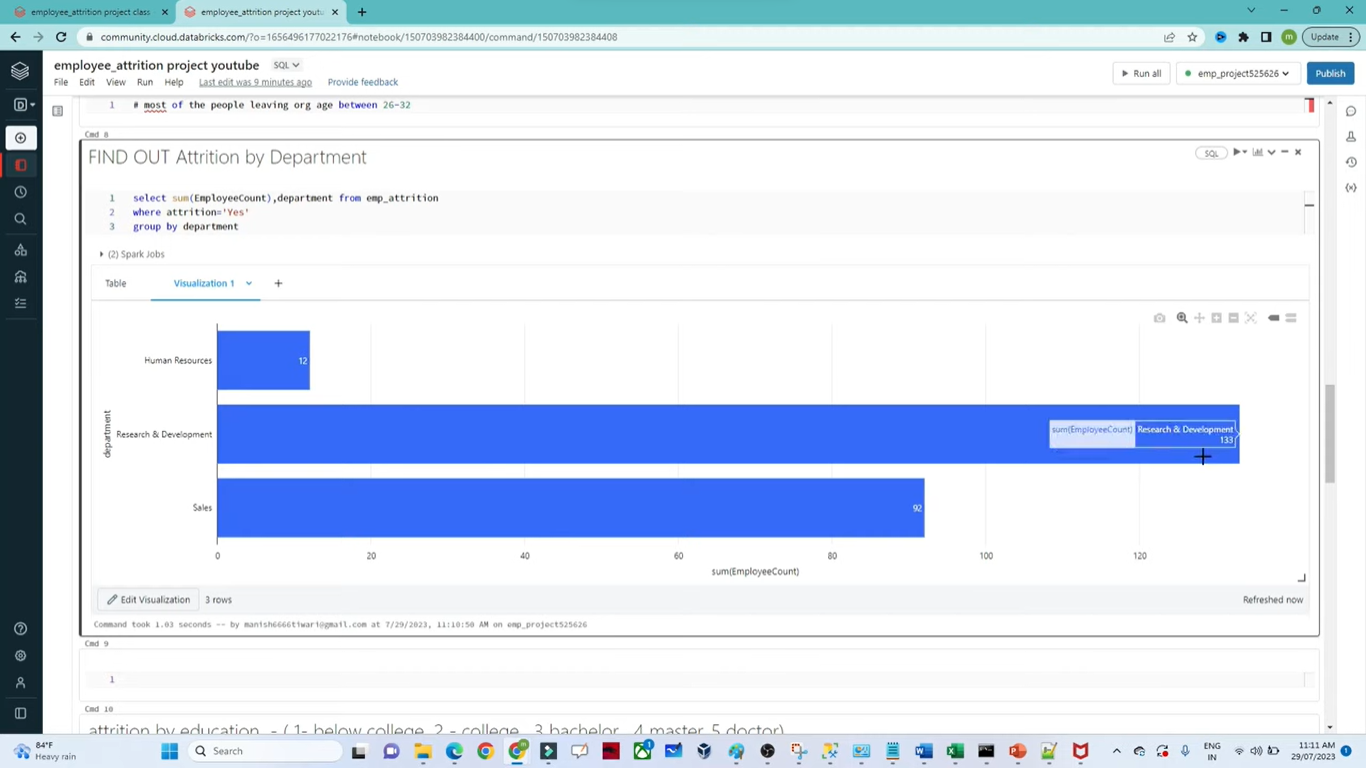 employee_attrition project class
employee_attrition project youtu
community.cloud.databricks.com/?o=1656496177022176#notebook/150703982384400/command/150703982384408
m
Update
employee_attrition project youtube
SQL
File Edit View Run Help Last edit was 9 minutes ago Provide feedback
Run all
emp_project525626
Publish
D
1 # most of the people leaving org age between 26-32
Cmd 8
FIND OUT Attrition by Department
SQL
1 select sum(EmployeeCount),department from emp_attrition
2 where attrition='Yes'
3 group by department
(2) Spark Jobs
Table Visualization 1 +
Human Resources 12
Research & Development
sum(EmployeeCount) Research & Development
133
Sales 92
department
0 20 40 60 80 100 120
sum(EmployeeCount)
Edit Visualization 3 rows Refreshed now
Command took 1.03 seconds -- by manish6666tiwari@gmail.com at 7/29/2023, 11:10:50 AM on emp_project525626
Cmd 9
1
Cmd 10
attrition by education - ( 1- below college, 2 - college, 3 bachelor, 4 master, 5 doctor)
84°F
Heavy rain
Search
ENG
IN
11:11 AM
29/07/2023